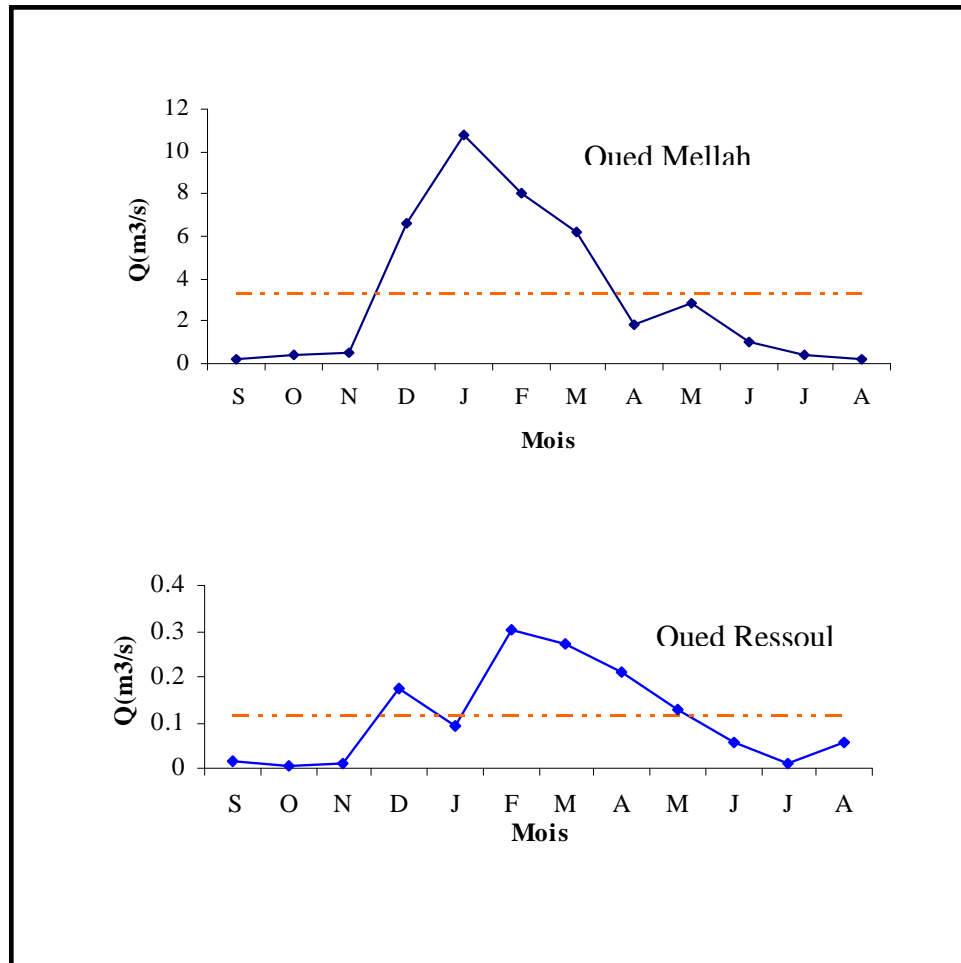 12
10
8
6
4
2
0
Q(m3/s)
Oued Mellah
S O N D J F M A M J J A
Mois
0.4
0.3
0.2
0.1
0
Q(m3/s)
Oued Ressoul
S O N D J F M A M J J A
Mois